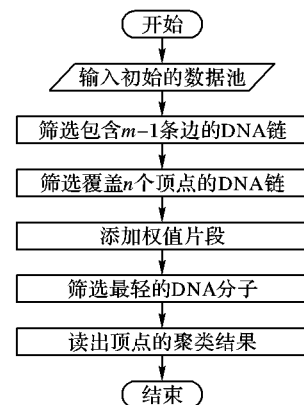 开始
输入初始的数据池
筛选包含m-1条边的DNA链
筛选覆盖n个顶点的DNA链
添加权值片段
筛选最轻的DNA分子
读出顶点的聚类结果
结束